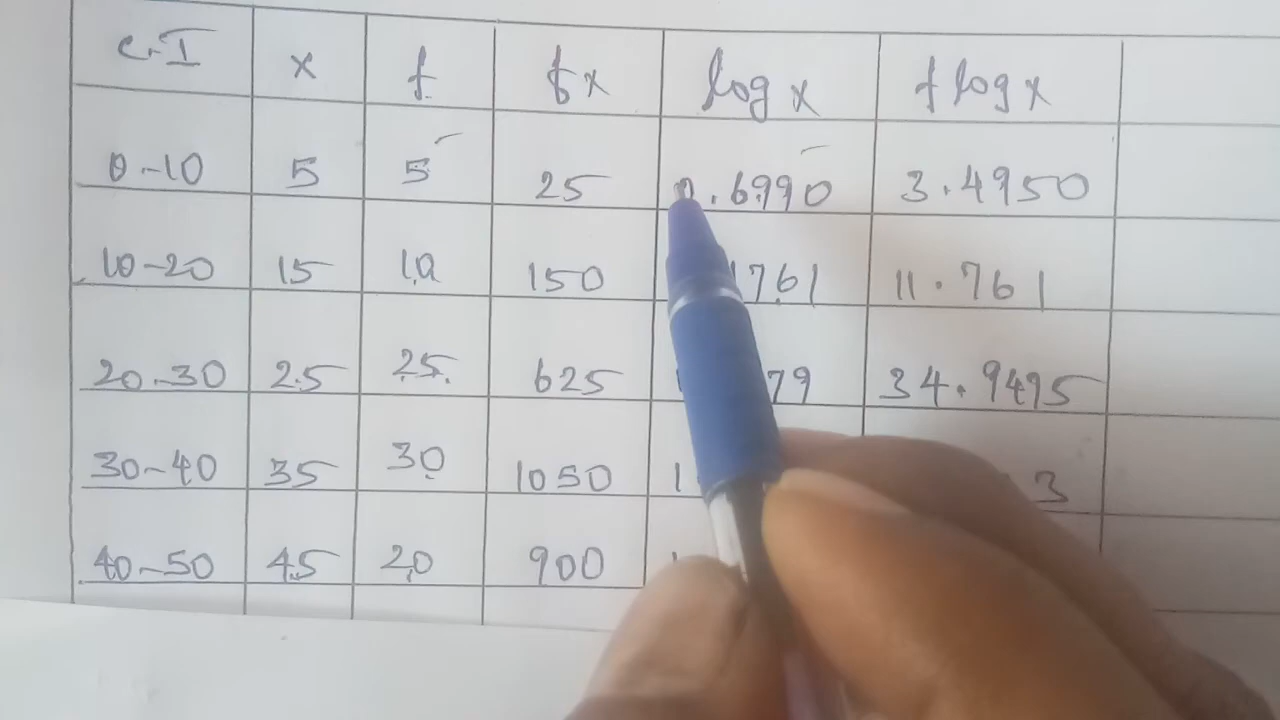 C.I x f fx log x f log x
0-10 5 5 25 0.6990 3.4950
10-20 15 10 150 1761 11.761
20-30 25 25 625 79 34.9475
30-40 35 30 1050 1 3
40-50 45 20 900